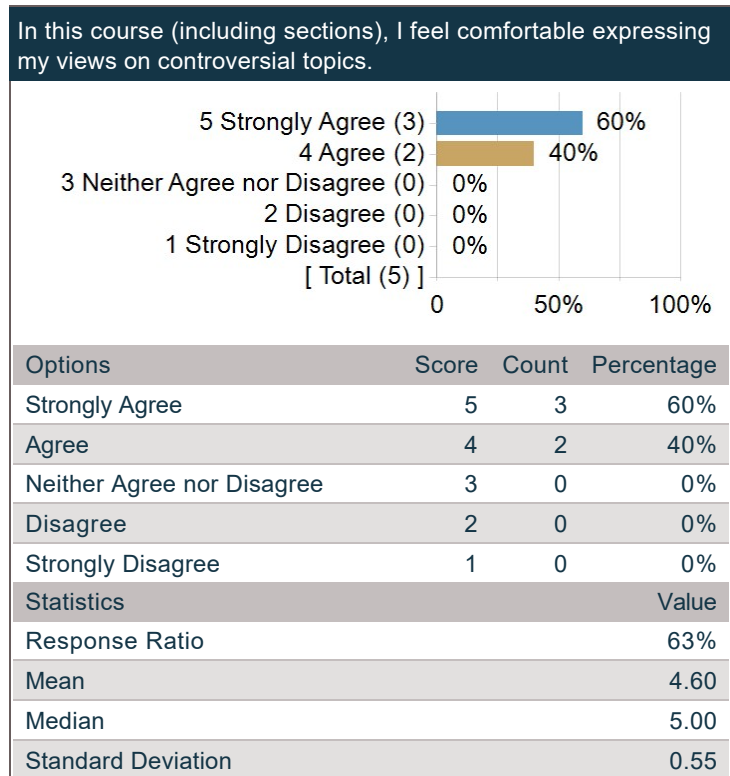 In this course (including sections), I feel comfortable expressing
my views on controversial topics.
5 Strongly Agree (3) 60%
4 Agree (2) 40%
3 Neither Agree nor Disagree (0) 0%
2 Disagree (0) 0%
1 Strongly Disagree (0) 0%
[ Total (5) ]
0 50% 100%
Options Score Count Percentage
Strongly Agree 5 3 60%
Agree 4 2 40%
Neither Agree nor Disagree 3 0 0%
Disagree 2 0 0%
Strongly Disagree 1 0 0%
Statistics Value
Response Ratio 63%
Mean 4.60
Median 5.00
Standard Deviation 0.55